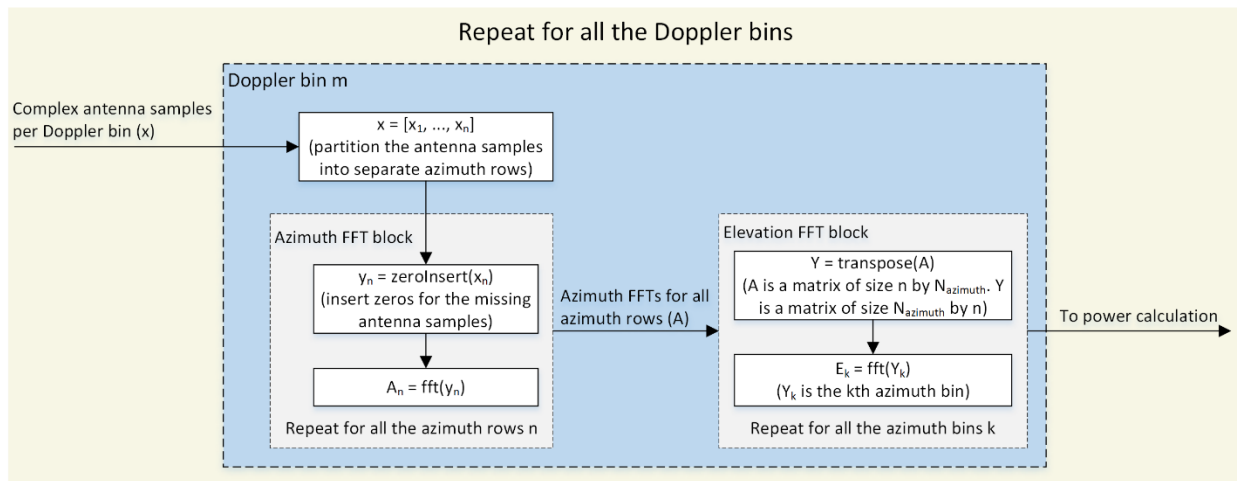 Repeat for all the Doppler bins
Doppler bin m
Complex antenna samples
per Doppler bin (x)
x = [x₁, ..., xₙ]
(partition the antenna samples
into separate azimuth rows)
Azimuth FFT block
yₙ = zeroInsert(xₙ)
(insert zeros for the missing
antenna samples)
Aₙ = fft(yₙ)
Repeat for all the azimuth rows n
Azimuth FFTs for all
azimuth rows (A)
Elevation FFT block
Y = transpose(A)
(A is a matrix of size n by N_azimuth. Y
is a matrix of size N_azimuth by n)
Eₖ = fft(Yₖ)
(Yₖ is the kth azimuth bin)
Repeat for all the azimuth bins k
To power calculation